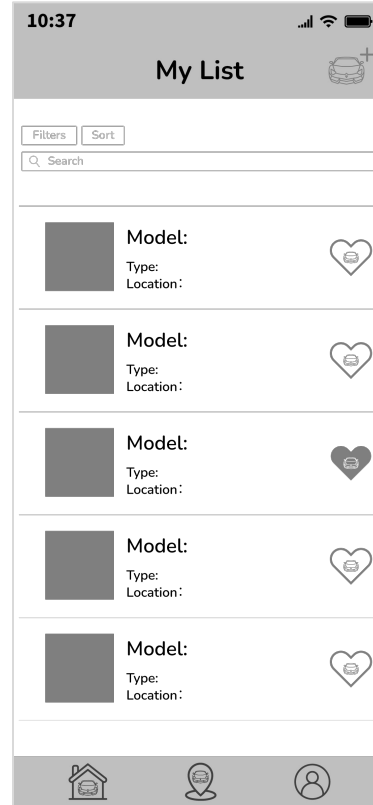 10:37
My List
Filters Sort
Search
Model:
Type:
Location:
Model:
Type:
Location:
Model:
Type:
Location:
Model:
Type:
Location:
Model:
Type:
Location: